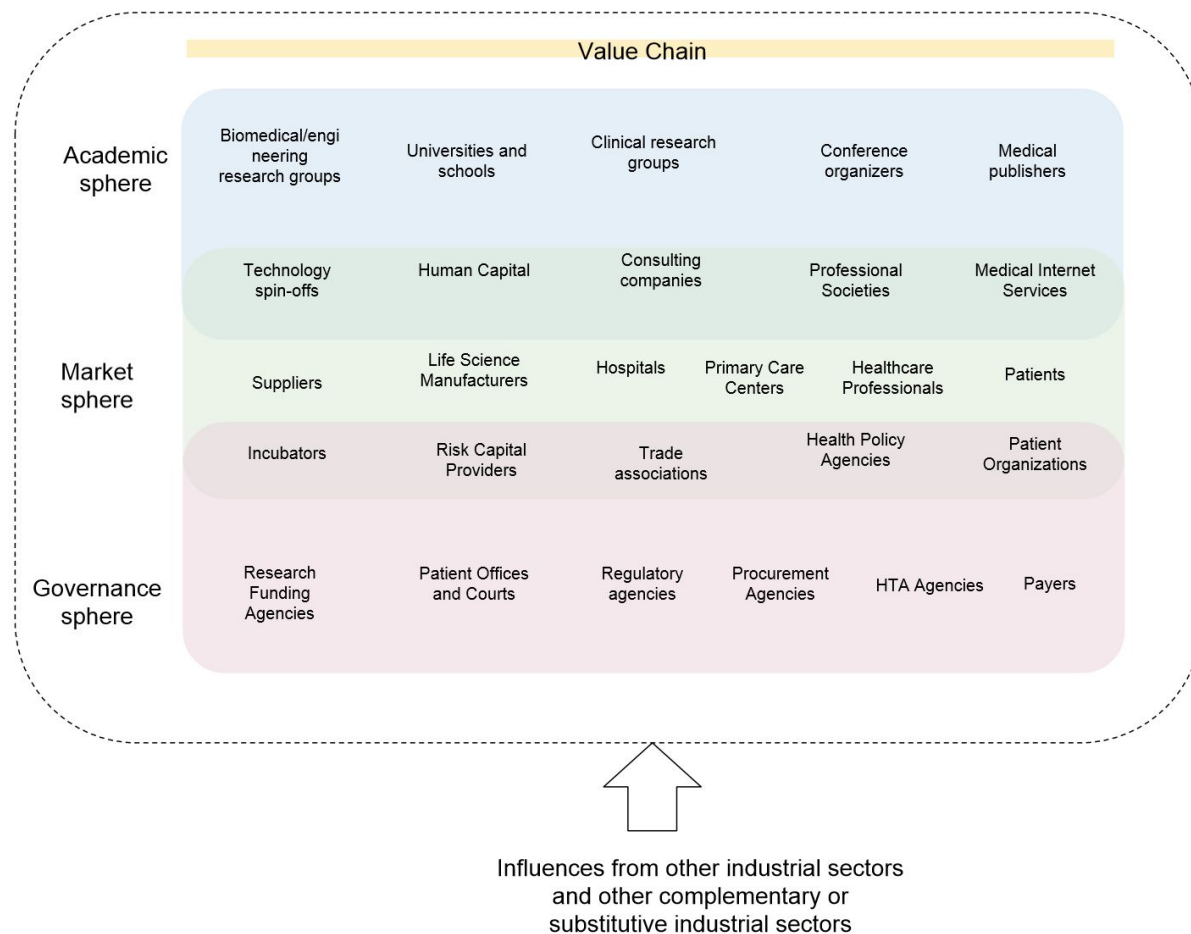 Value Chain
Academic
sphere
Biomedical/engi
neering
research groups
Universities and
schools
Clinical research
groups
Conference
organizers
Medical
publishers
Technology
spin-offs
Human Capital
Consulting
companies
Professional
Societies
Medical Internet
Services
Market
sphere
Suppliers
Life Science
Manufacturers
Hospitals
Primary Care
Centers
Healthcare
Professionals
Patients
Incubators
Risk Capital
Providers
Trade
associations
Health Policy
Agencies
Patient
Organizations
Governance
sphere
Research
Funding
Agencies
Patient Offices
and Courts
Regulatory
agencies
Procurement
Agencies
HTA Agencies
Payers
Influences from other industrial sectors
and other complementary or
substitutive industrial sectors